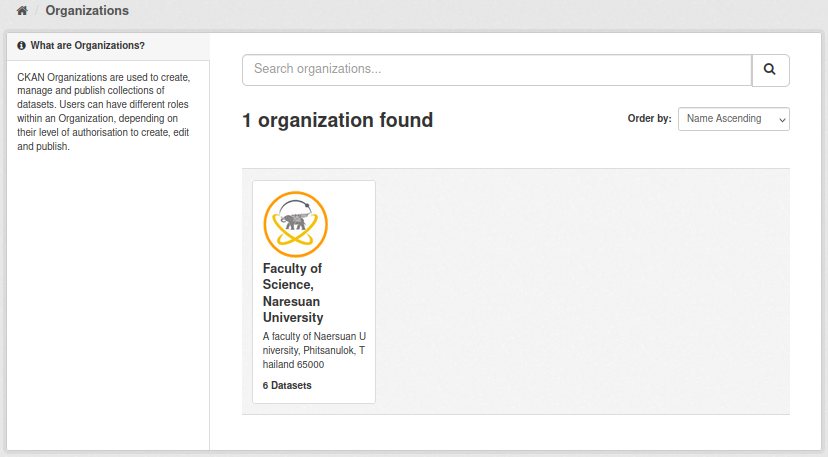 Organizations
What are Organizations?
CKAN Organizations are used to create,
manage and publish collections of
datasets. Users can have different roles
within an Organization, depending on
their level of authorisation to create, edit
and publish.
Search organizations...
1 organization found
Order by: Name Ascending
Faculty of
Science,
Naresuan
University
A faculty of Naersuan U
niversity, Phitsanulok, T
hailand 65000
6 Datasets